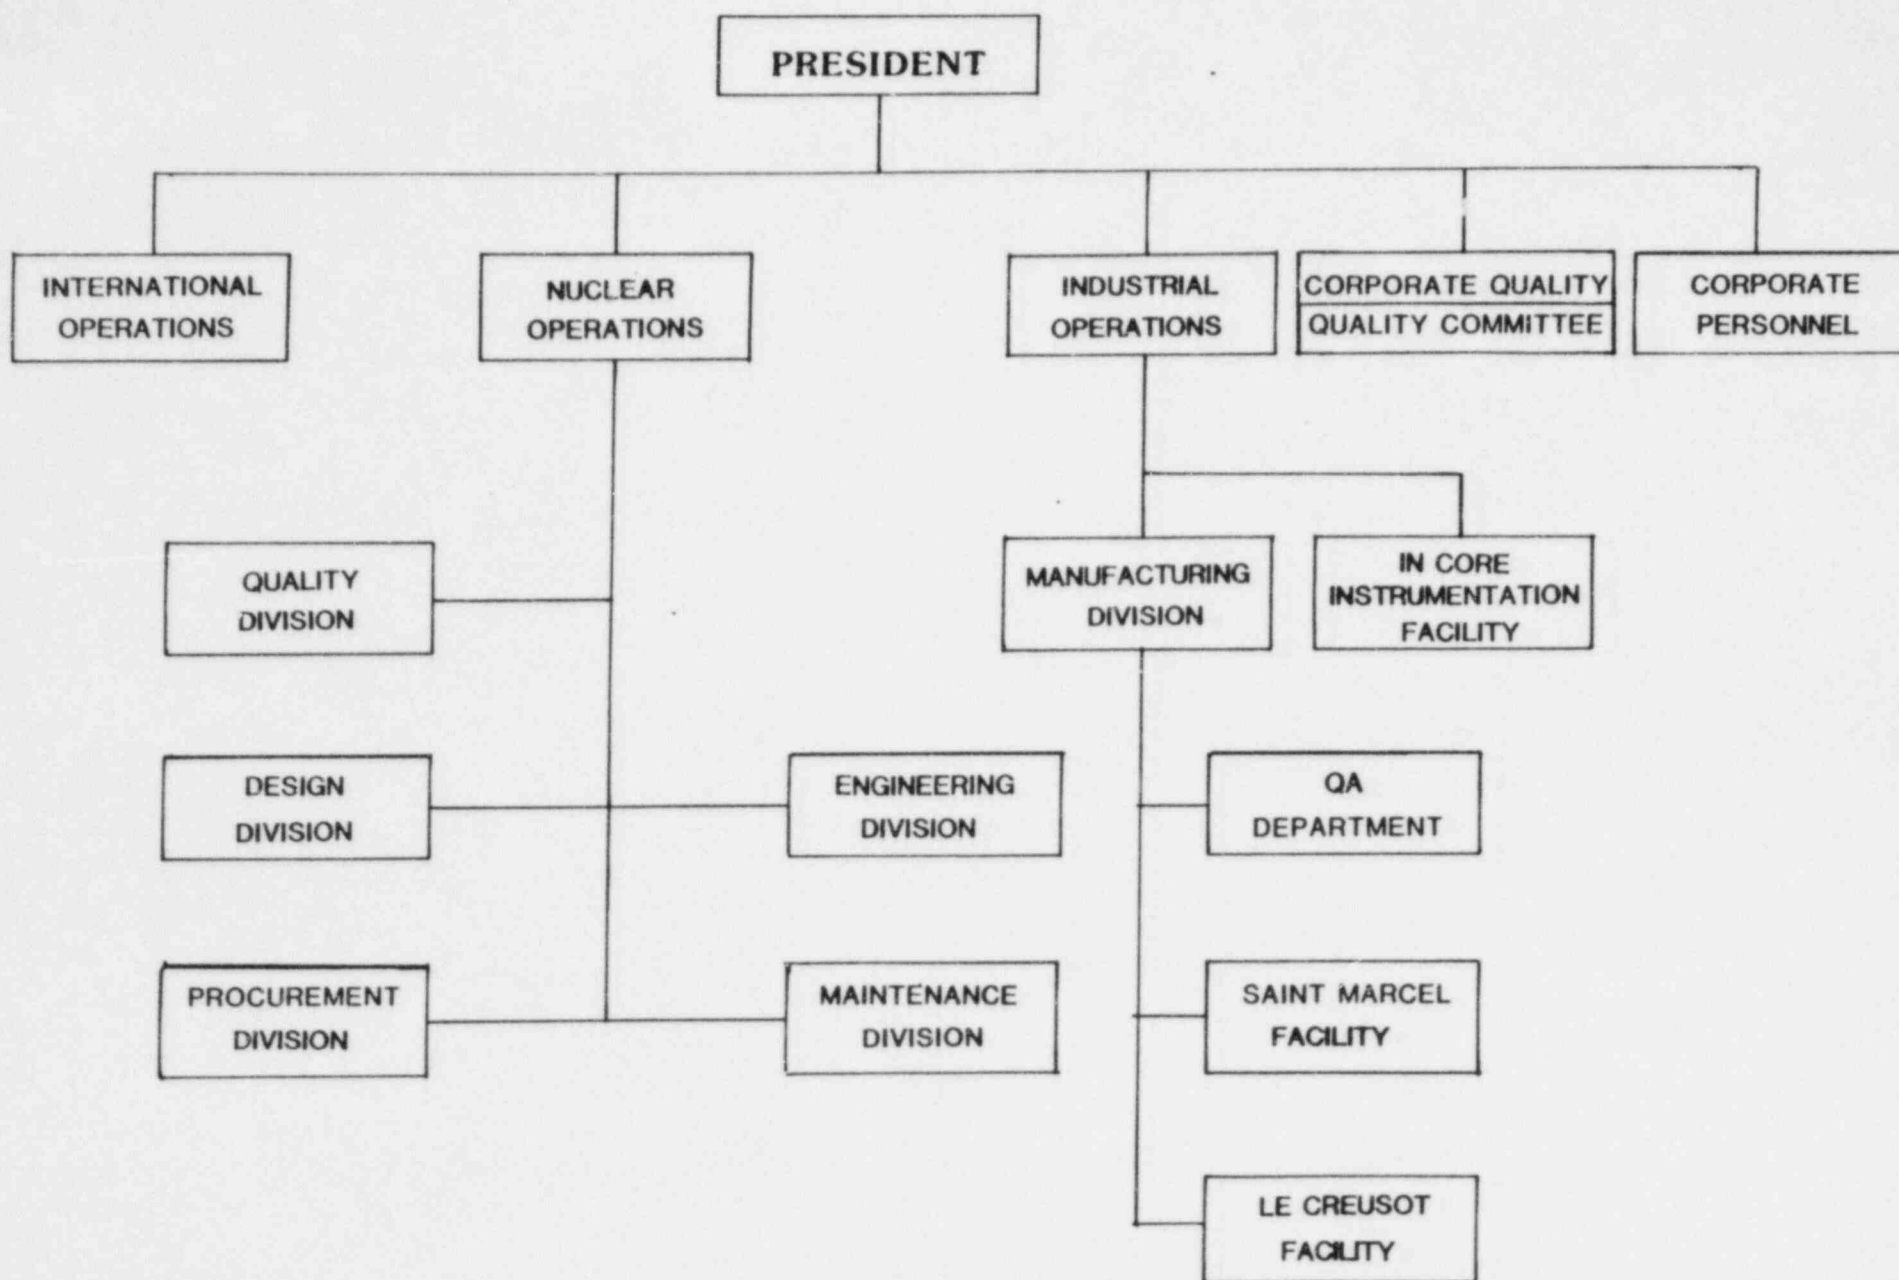 PRESIDENT
INTERNATIONAL
OPERATIONS
NUCLEAR
OPERATIONS
INDUSTRIAL
OPERATIONS
CORPORATE QUALITY
QUALITY COMMITTEE
CORPORATE
PERSONNEL
QUALITY
DIVISION
MANUFACTURING
DIVISION
IN CORE
INSTRUMENTATION
FACILITY
DESIGN
DIVISION
ENGINEERING
DIVISION
QA
DEPARTMENT
PROCUREMENT
DIVISION
MAINTENANCE
DIVISION
SAINT MARCEL
FACILITY
LE CREUSOT
FACILITY